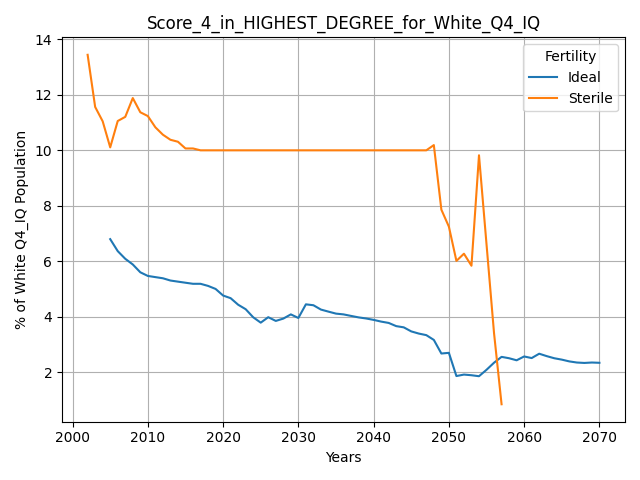 Score_4_in_HIGHEST_DEGREE_for_White_Q4_IQ
14
12
10
8
6
4
2
% of White Q4_IQ Population
Fertility
Ideal
Sterile
2000 2010 2020 2030 2040 2050 2060 2070
Years